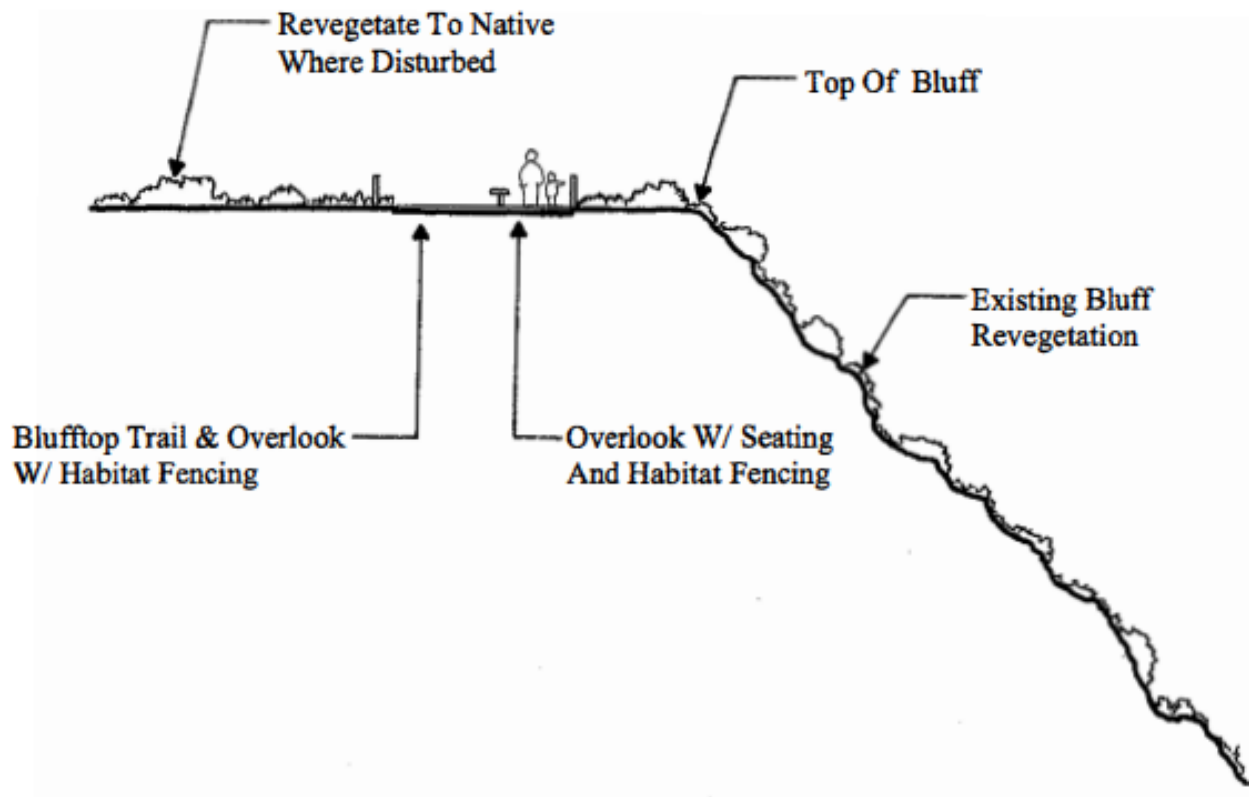 Revegetate To Native
Where Disturbed
Top Of Bluff
Existing Bluff
Revegetation
Blufftop Trail & Overlook
W/ Habitat Fencing
Overlook W/ Seating
And Habitat Fencing